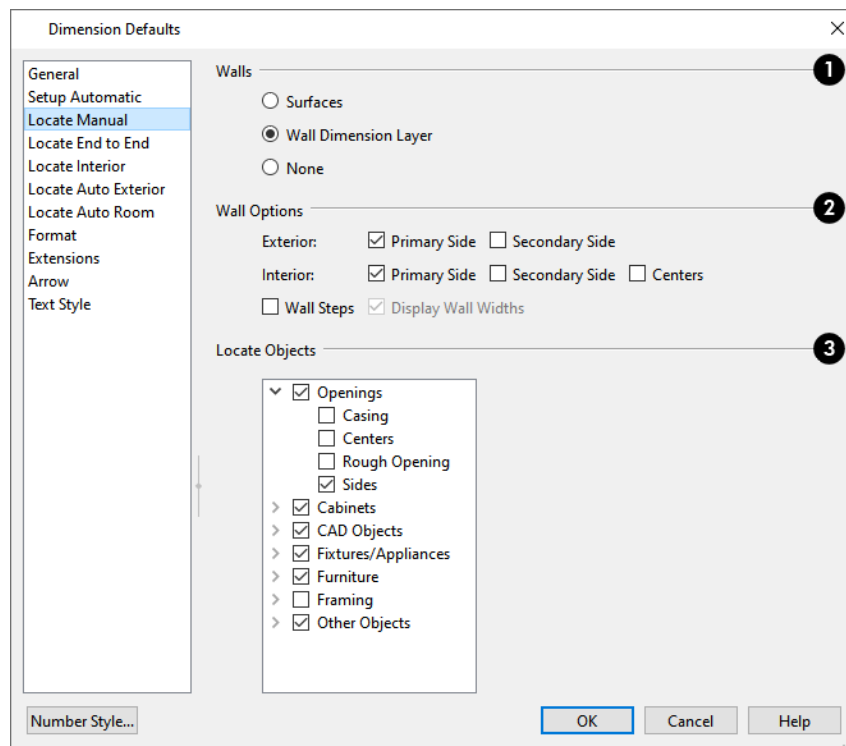 Dimension Defaults
General
Setup Automatic
Locate Manual
Locate End to End
Locate Interior
Locate Auto Exterior
Locate Auto Room
Format
Extensions
Arrow
Text Style
Walls
1
Surfaces
Wall Dimension Layer
None
Wall Options
2
Exterior: Primary Side Secondary Side
Interior: Primary Side Secondary Side Centers
Wall Steps Display Wall Widths
Locate Objects
3
Openings
Casing
Centers
Rough Opening
Sides
Cabinets
CAD Objects
Fixtures/Appliances
Furniture
Framing
Other Objects
Number Style...
OK
Cancel
Help